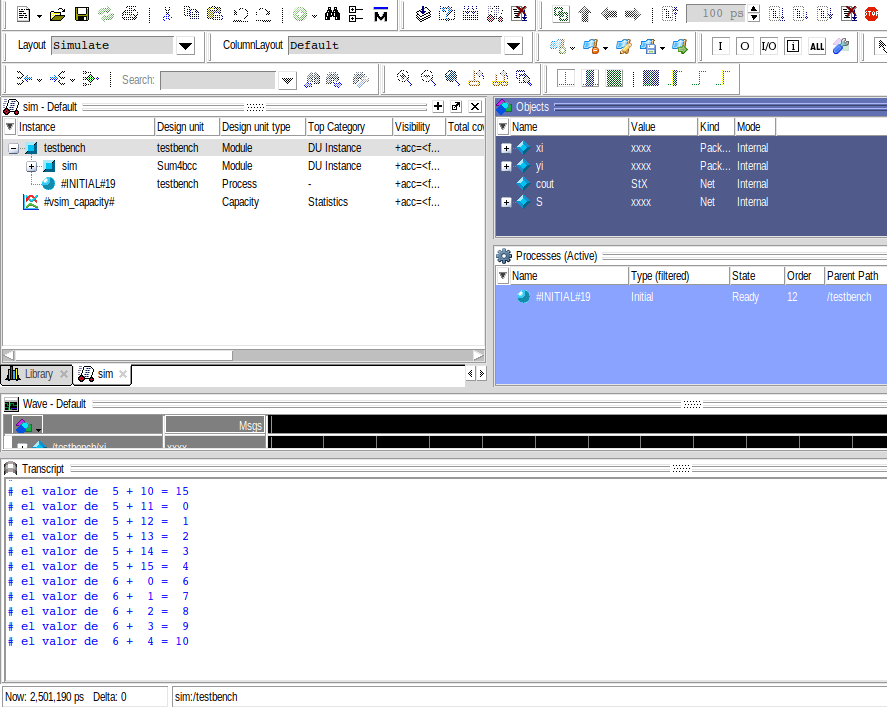 100 ps
Layout Simulate
ColumnLayout Default
I O I/O i ALL
M
STOP
Search:
sim - Default
Instance Design unit Design unit type Top Category Visibility Total cov
testbench testbench Module DU Instance +acc=<f...
sim Sum4bcc Module DU Instance +acc=<f...
#INITIAL#19 testbench Process - +acc=<f...
#vsim_capacity# Capacity Statistics +acc=<f...
Library sim
Objects
Name Value Kind Mode
xi xxxx Pack... Internal
yi xxxx Pack... Internal
cout StX Net Internal
S xxxx Net Internal
Processes (Active)
Name Type (filtered) State Order Parent Path
#INITIAL#19 Initial Ready 12 /testbench
Wave - Default
Msgs
/testbench/xi xxxx
Transcript
# el valor de  5 + 10 = 15
# el valor de  5 + 11 =  0
# el valor de  5 + 12 =  1
# el valor de  5 + 13 =  2
# el valor de  5 + 14 =  3
# el valor de  5 + 15 =  4
# el valor de  6 +  0 = 6
# el valor de  6 +  1 = 7
# el valor de  6 +  2 = 8
# el valor de  6 +  3 = 9
# el valor de  6 +  4 = 10
Now: 2,501,190 ps Delta: 0 sim:/testbench